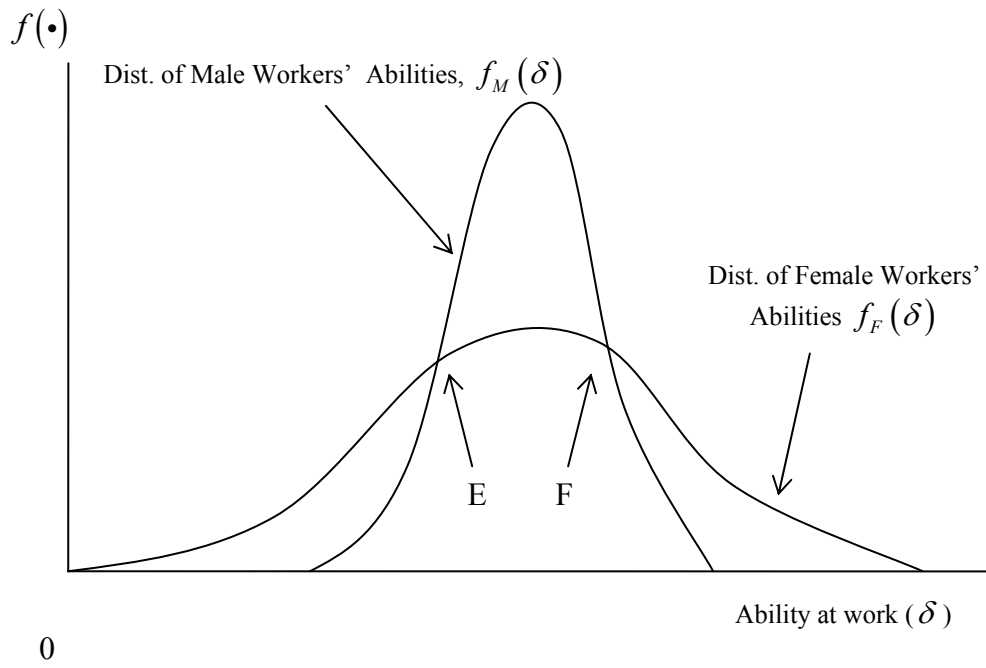 f(•)
Dist. of Male Workers’ Abilities, f_M(δ)
Dist. of Female Workers’
Abilities f_F(δ)
E F
Ability at work (δ)
0